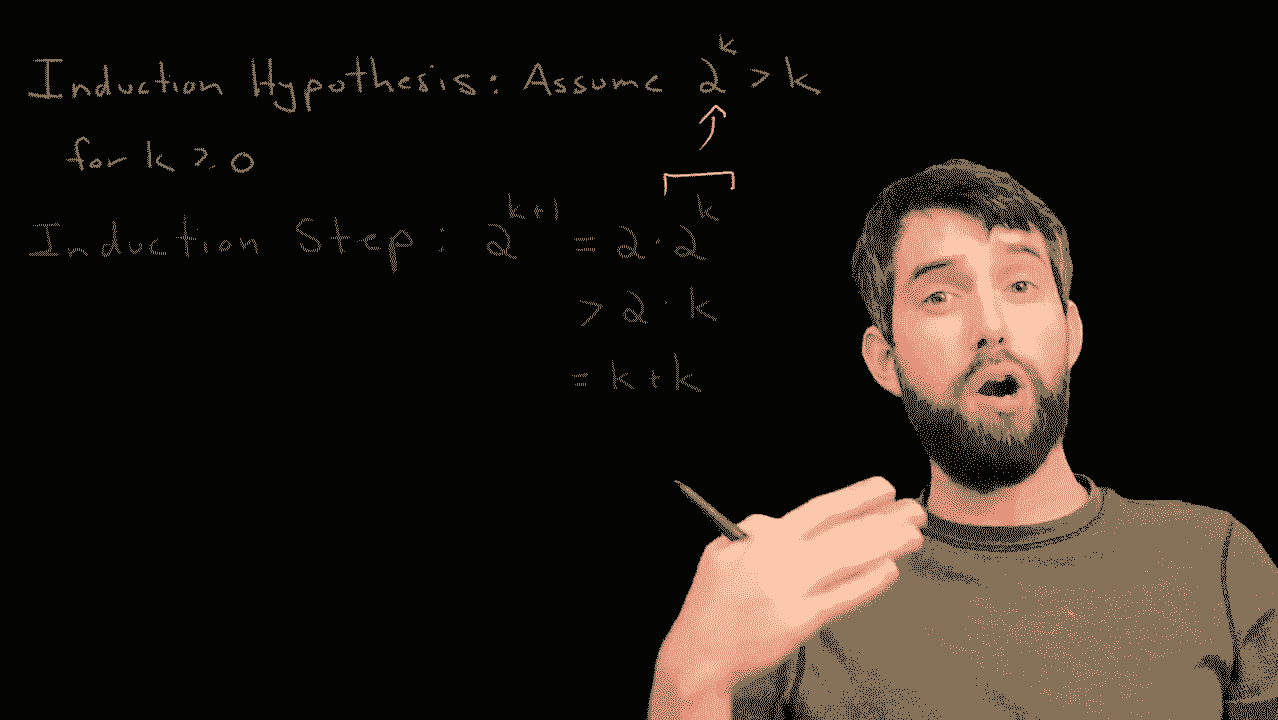 Induction Hypothesis: Assume 2^k > k
for k ≥ 0
Induction Step: 2^{k+1} = 2·2^k
> 2·k
= k+k